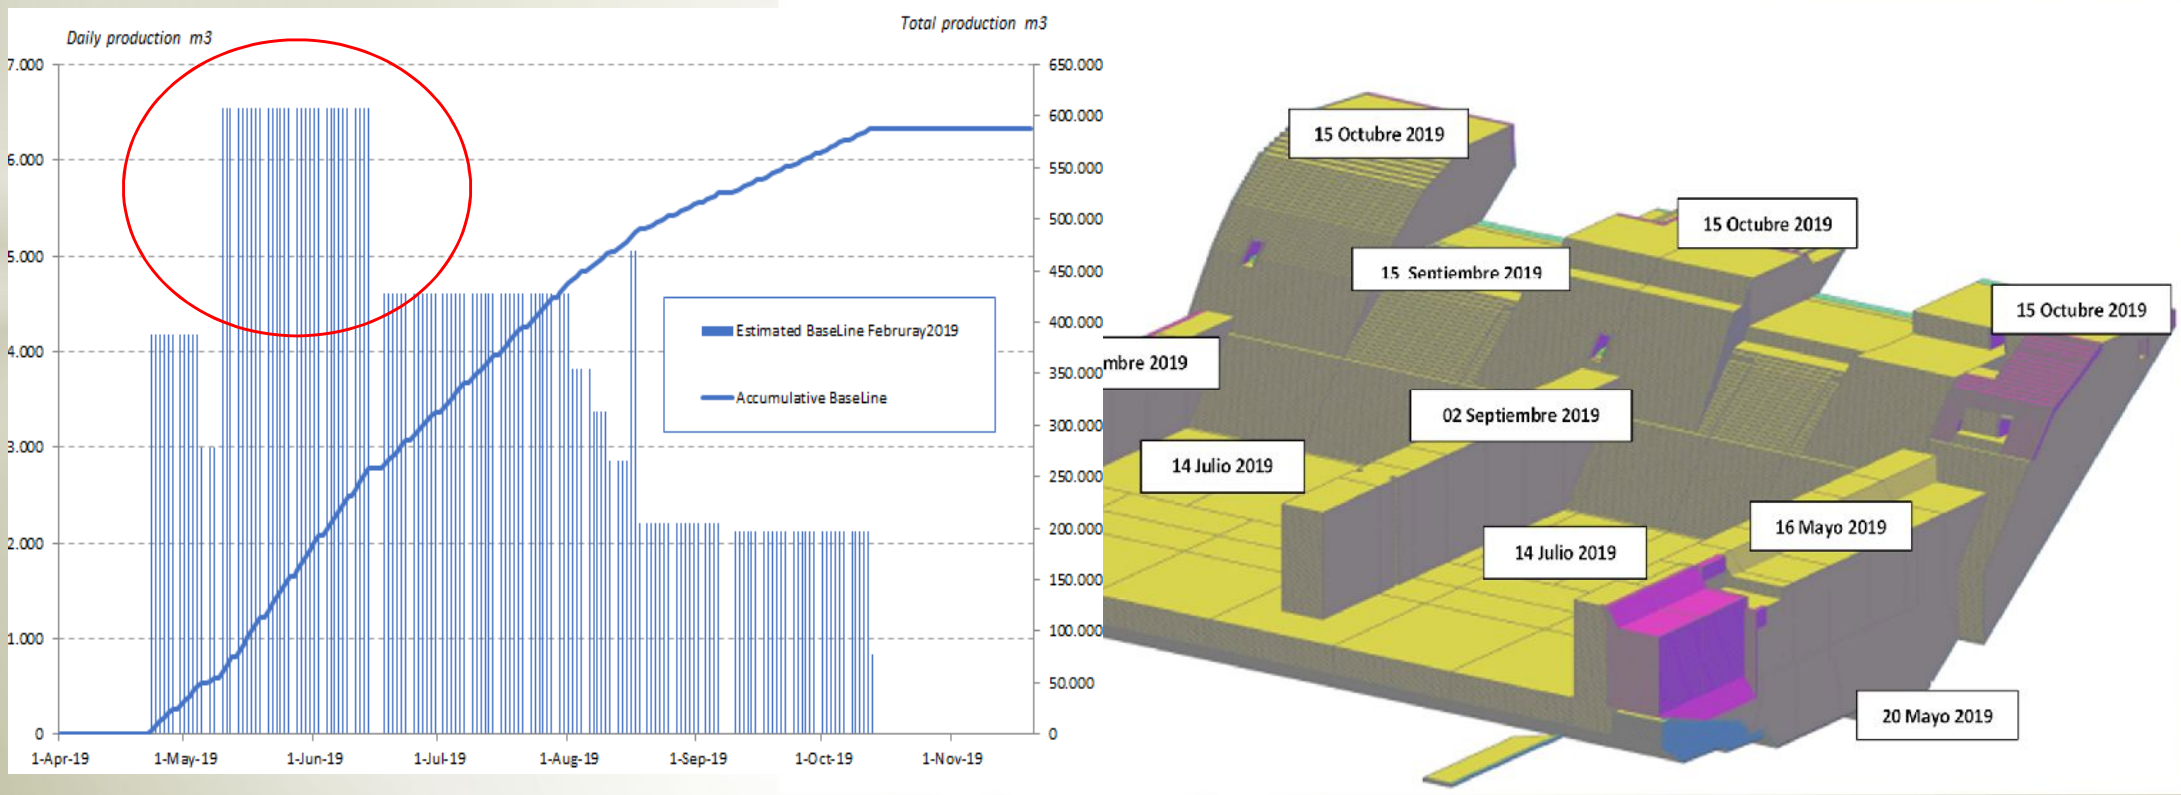 Daily production m3
Total production m3
7.000
6.000
5.000
4.000
3.000
2.000
1.000
0
650.000
600.000
550.000
500.000
450.000
400.000
350.000
300.000
250.000
200.000
150.000
100.000
50.000
0
1-Apr-19
1-May-19
1-Jun-19
1-Jul-19
1-Aug-19
1-Sep-19
1-Oct-19
1-Nov-19
Estimated BaseLine Februray2019
Accumulative BaseLine
15 Octubre 2019
15 Octubre 2019
15 Sentiembre 2019
15 Octubre 2019
mbre 2019
02 Septiembre 2019
14 Julio 2019
16 Mayo 2019
14 Julio 2019
20 Mayo 2019